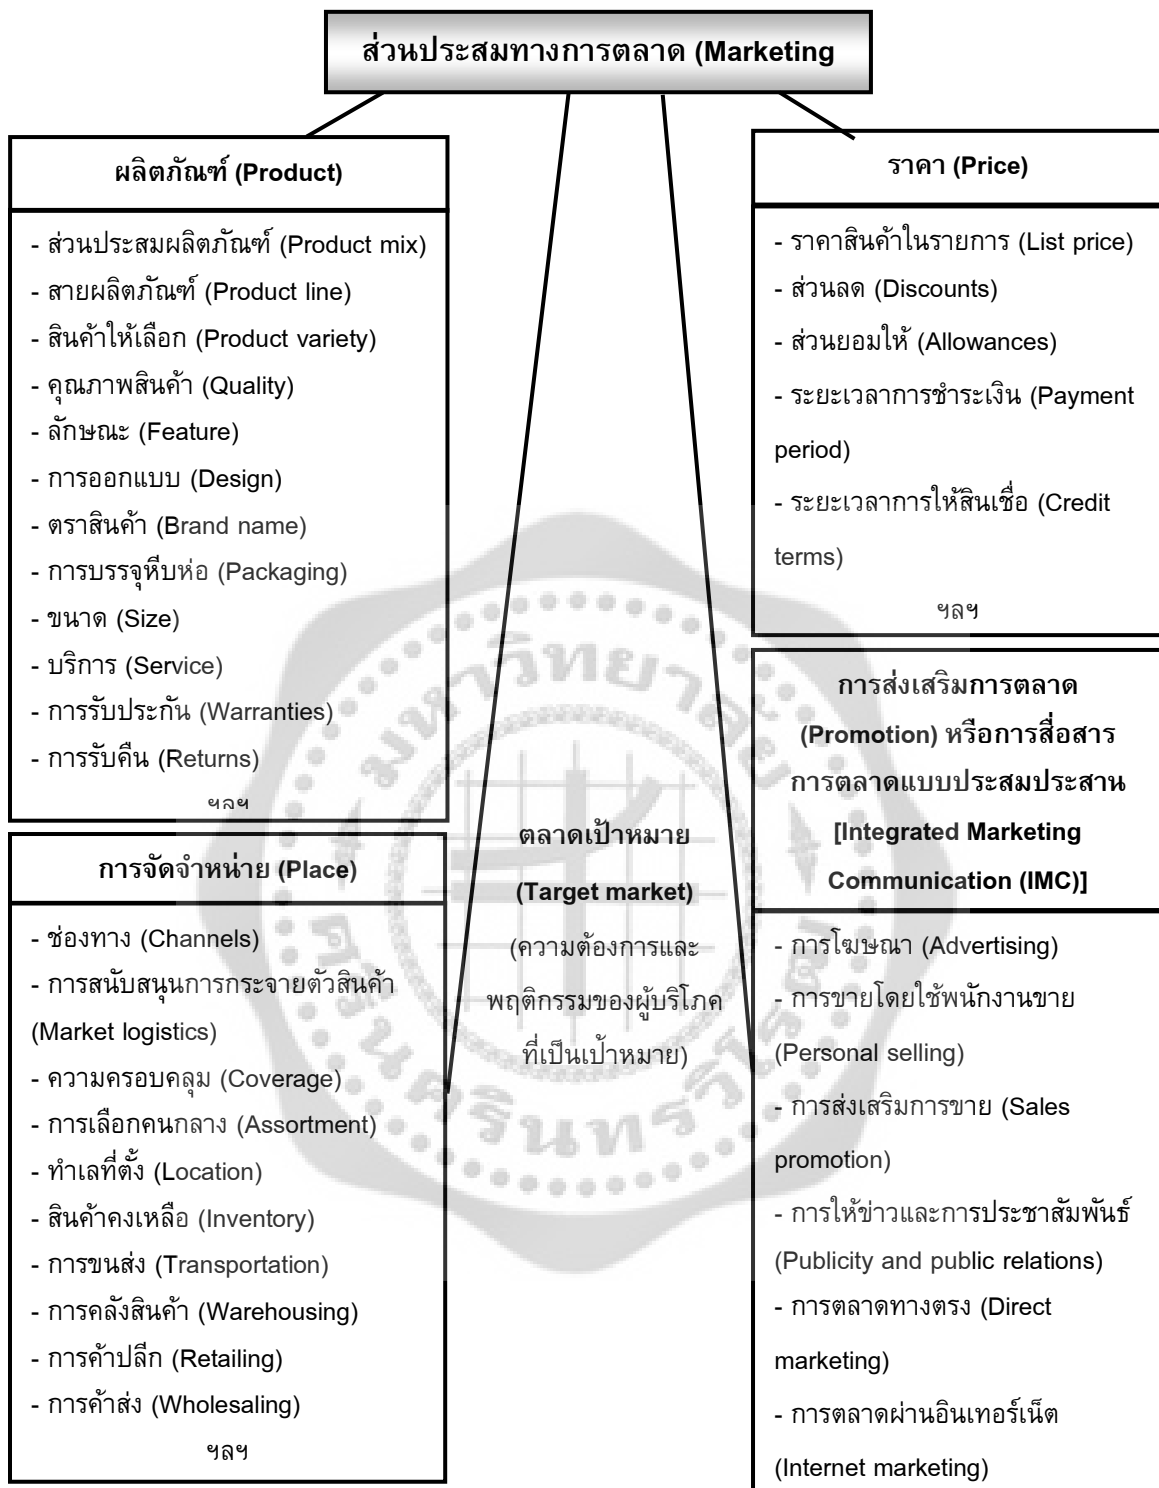 ส่วนประสมทางการตลาด (Marketing
ผลิตภัณฑ์ (Product)
- ส่วนประสมผลิตภัณฑ์ (Product mix)
- สายผลิตภัณฑ์ (Product line)
- สินค้าให้เลือก (Product variety)
- คุณภาพสินค้า (Quality)
- ลักษณะ (Feature)
- การออกแบบ (Design)
- ตราสินค้า (Brand name)
- การบรรจุหีบห่อ (Packaging)
- ขนาด (Size)
- บริการ (Service)
- การรับประกัน (Warranties)
- การรับคืน (Returns)
ฯลฯ
ราคา (Price)
- ราคาสินค้าในรายการ (List price)
- ส่วนลด (Discounts)
- ส่วนยอมให้ (Allowances)
- ระยะเวลาการชำระเงิน (Payment
period)
- ระยะเวลาการให้สินเชื่อ (Credit
terms)
ฯลฯ
การจัดจำหน่าย (Place)
- ช่องทาง (Channels)
- การสนับสนุนการกระจายตัวสินค้า
(Market logistics)
- ความครอบคลุม (Coverage)
- การเลือกคนกลาง (Assortment)
- ทำเลที่ตั้ง (Location)
- สินค้าคงเหลือ (Inventory)
- การขนส่ง (Transportation)
- การคลังสินค้า (Warehousing)
- การค้าปลีก (Retailing)
- การค้าส่ง (Wholesaling)
ฯลฯ
ตลาดเป้าหมาย
(Target market)
(ความต้องการและ
พฤติกรรมของผู้บริโภค
ที่เป็นเป้าหมาย)
การส่งเสริมการตลาด
(Promotion) หรือการสื่อสาร
การตลาดแบบประสมประสาน
[Integrated Marketing
Communication (IMC)]
- การโฆษณา (Advertising)
- การขายโดยใช้พนักงานขาย
(Personal selling)
- การส่งเสริมการขาย (Sales
promotion)
- การให้ข่าวและการประชาสัมพันธ์
(Publicity and public relations)
- การตลาดทางตรง (Direct
marketing)
- การตลาดผ่านอินเทอร์เน็ต
(Internet marketing)
มหาวิทยาลัย
ศรีนครินทรวิโรฒ